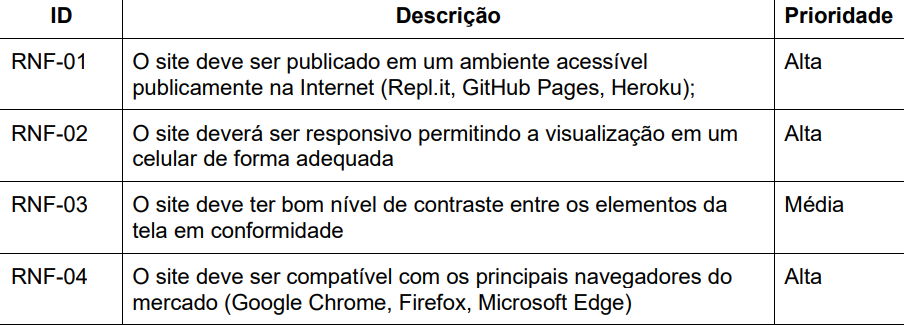 ID Descrição Prioridade
RNF-01 O site deve ser publicado em um ambiente acessível Alta
publicamente na Internet (Repl.it, GitHub Pages, Heroku);
RNF-02 O site deverá ser responsivo permitindo a visualização em um Alta
celular de forma adequada
RNF-03 O site deve ter bom nível de contraste entre os elementos da Média
tela em conformidade
RNF-04 O site deve ser compatível com os principais navegadores do Alta
mercado (Google Chrome, Firefox, Microsoft Edge)